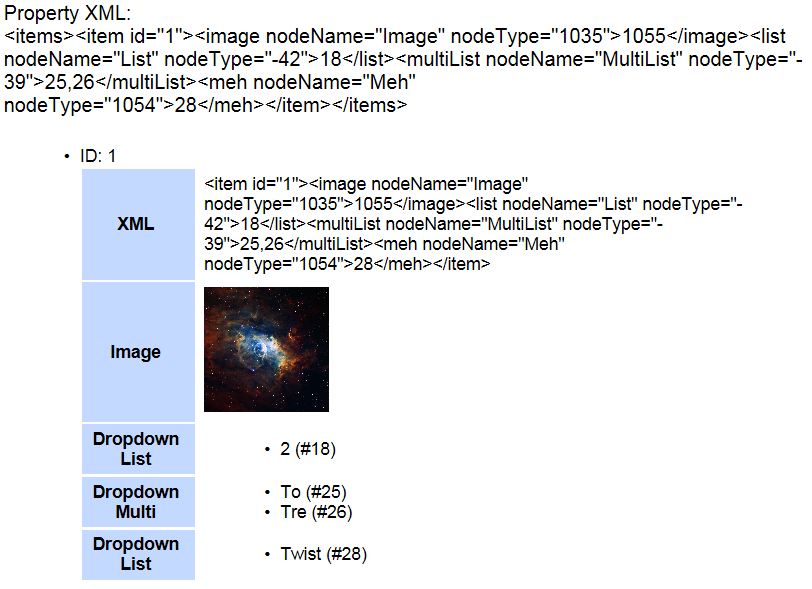 Property XML:
<items><item id="1"><image nodeName="Image" nodeType="1035">1055</image><list
nodeName="List" nodeType="-42">18</list><multiList nodeName="MultiList" nodeType="-
39">25,26</multiList><meh nodeName="Meh"
nodeType="1054">28</meh></item></items>
• ID: 1
XML
<item id="1"><image nodeName="Image"
nodeType="1035">1055</image><list nodeName="List" nodeType="-
42">18</list><multiList nodeName="MultiList" nodeType="-
39">25,26</multiList><meh nodeName="Meh"
nodeType="1054">28</meh></item>
Image
Dropdown
List
• 2 (#18)
Dropdown
Multi
• To (#25)
• Tre (#26)
Dropdown
List
• Twist (#28)